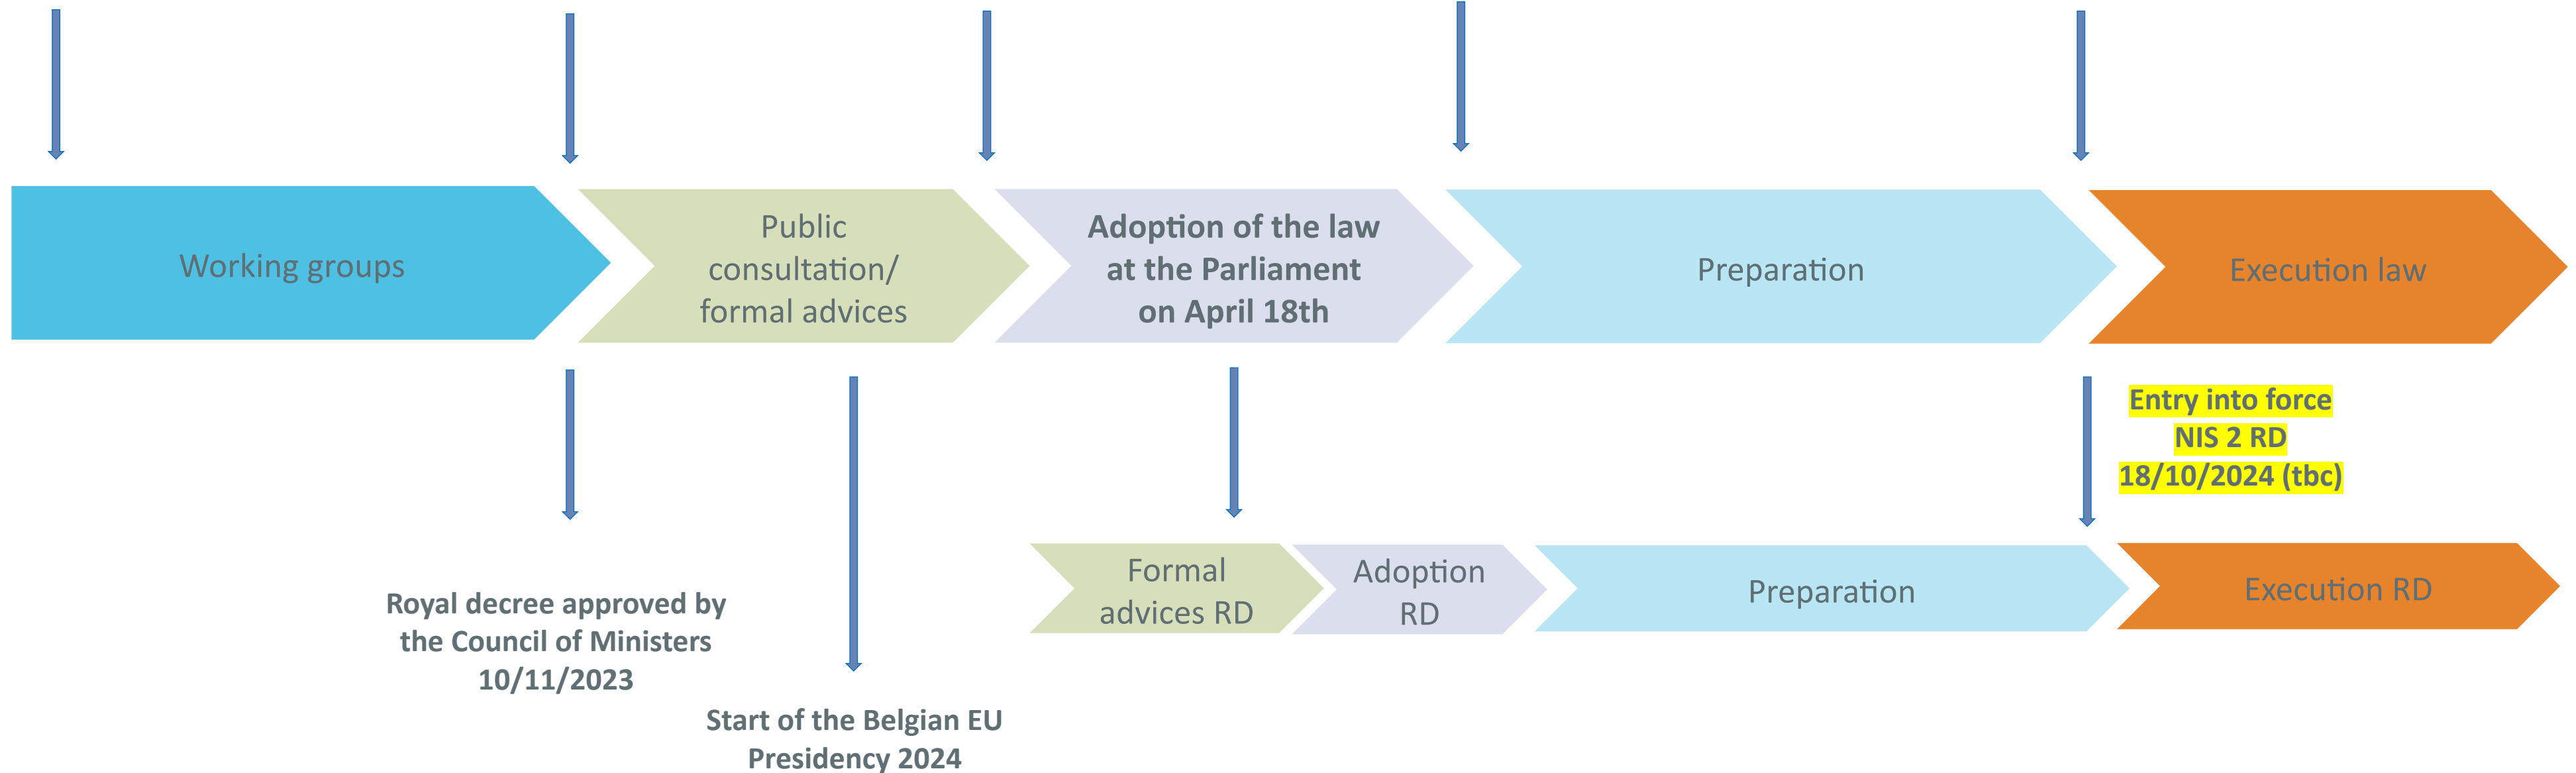 Working groups
Public
consultation/
formal advices
Adoption of the law
at the Parliament
on April 18th
Preparation
Execution law
Entry into force
NIS 2 RD
18/10/2024 (tbc)
Formal
advices RD
Adoption
RD
Preparation
Execution RD
Royal decree approved by
the Council of Ministers
10/11/2023
Start of the Belgian EU
Presidency 2024